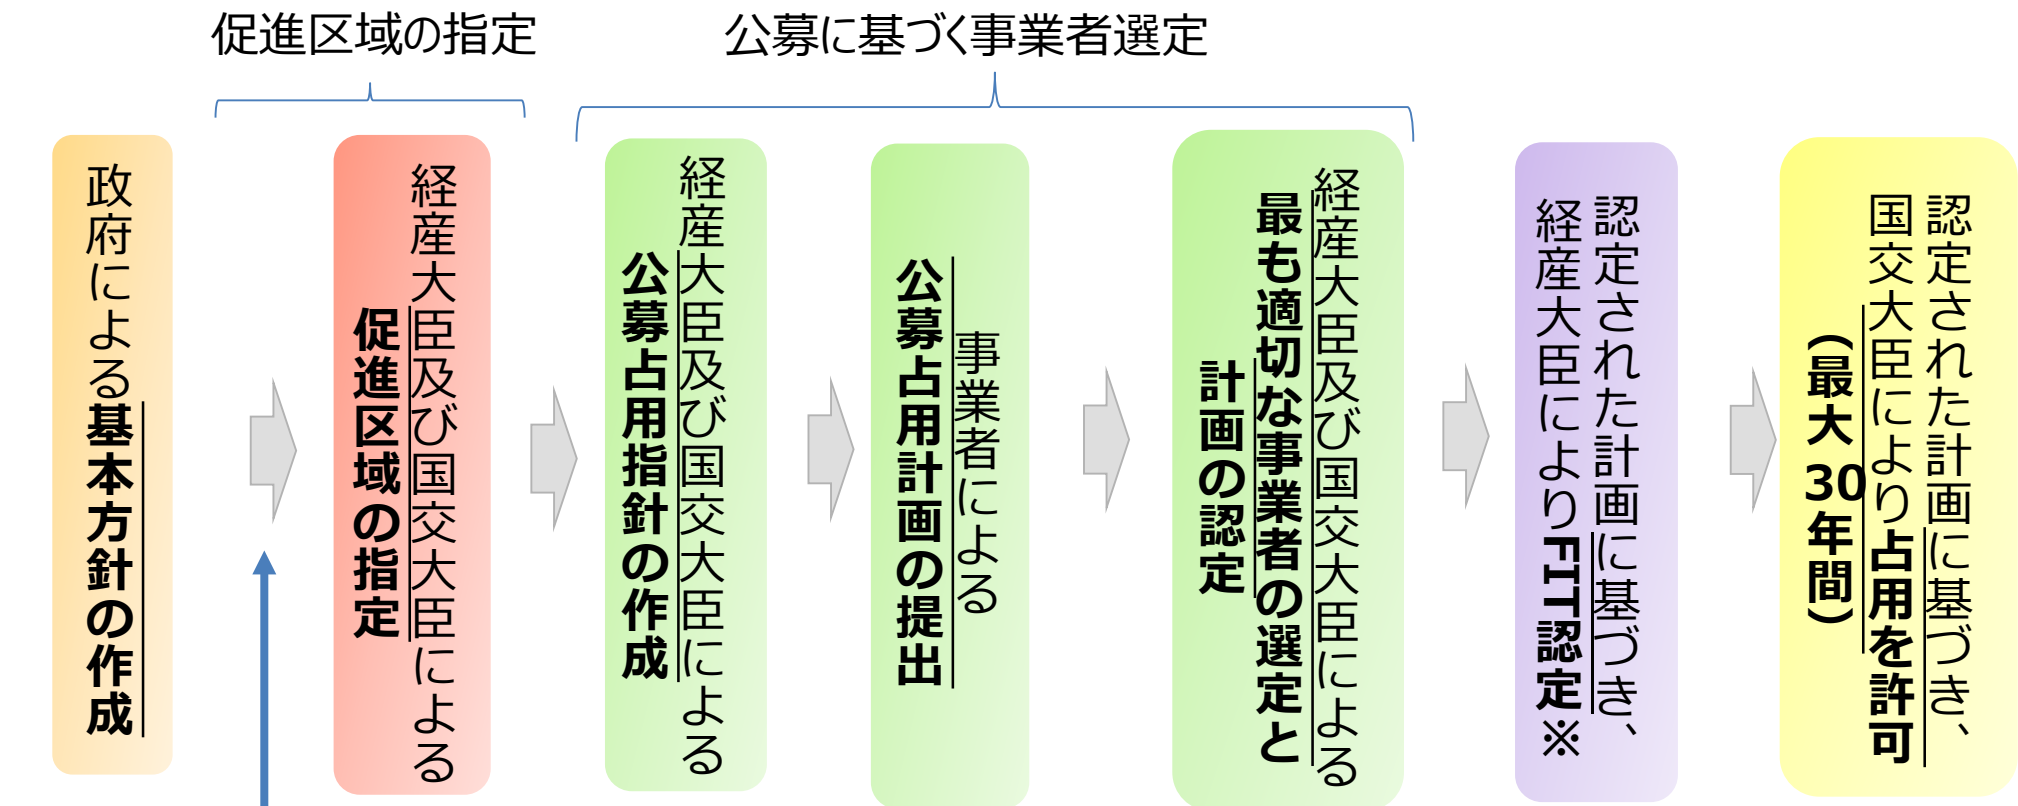 促進区域の指定
公募に基づく事業者選定
政府による基本方針の作成
経産大臣及び国交大臣による
促進区域の指定
経産大臣及び国交大臣による
公募占用指針の作成
事業者による
公募占用計画の提出
経産大臣及び国交大臣による
最も適切な事業者の選定と
計画の認定
認定された計画に基づき、
経産大臣によりFIT認定※
認定された計画に基づき、
国交大臣により占用を許可
（最大30年間）